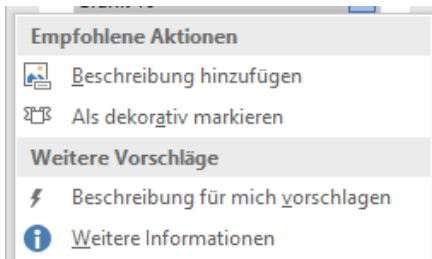 Empfohlene Aktionen
Beschreibung hinzufügen
Als dekorativ markieren
Weitere Vorschläge
Beschreibung für mich vorschlagen
Weitere Informationen